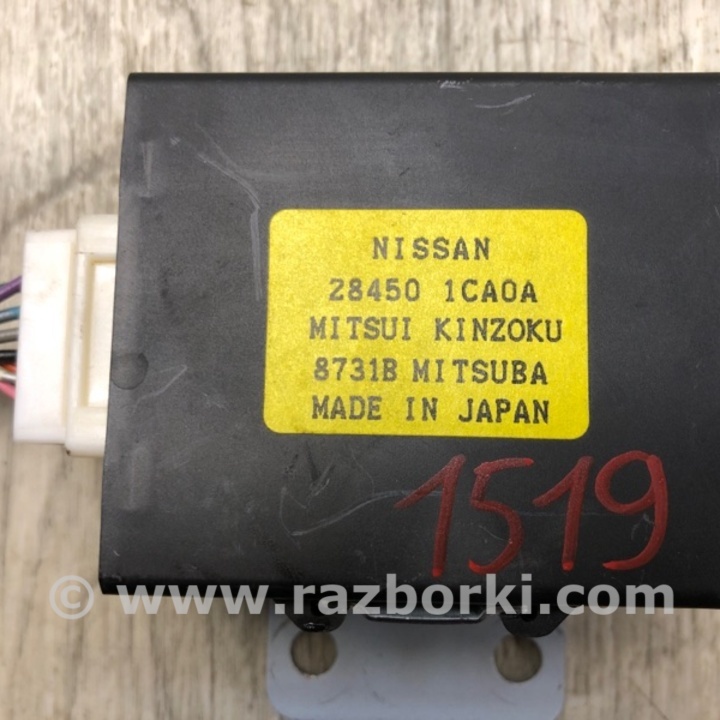 NISSAN
28450 1CA0A
MITSUI KINZOKU
8731B MITSUBA
MADE IN JAPAN
1519
© www.razborki.com